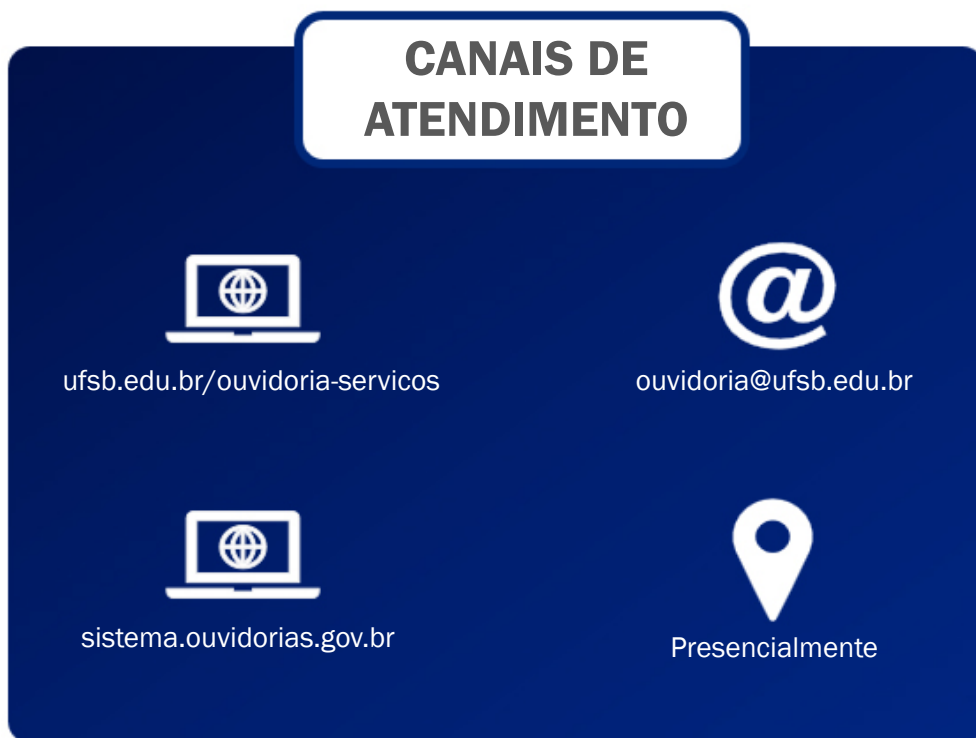 CANAIS DE
ATENDIMENTO
@
ufsb.edu.br/ouvidoria-servicos
ouvidoria@ufsb.edu.br
sistema.ouvidorias.gov.br
Presencialmente